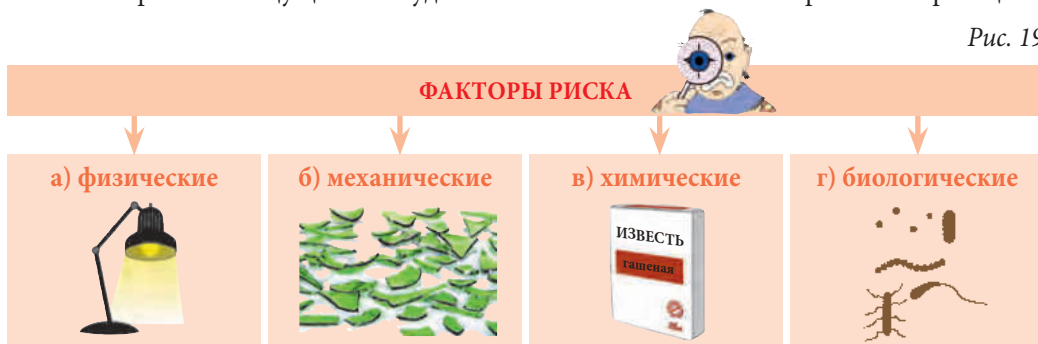 Рис. 19
ФАКТОРЫ РИСКА
а) физические
б) механические
в) химические
г) биологические
ИЗВЕСТЬ
гашеная